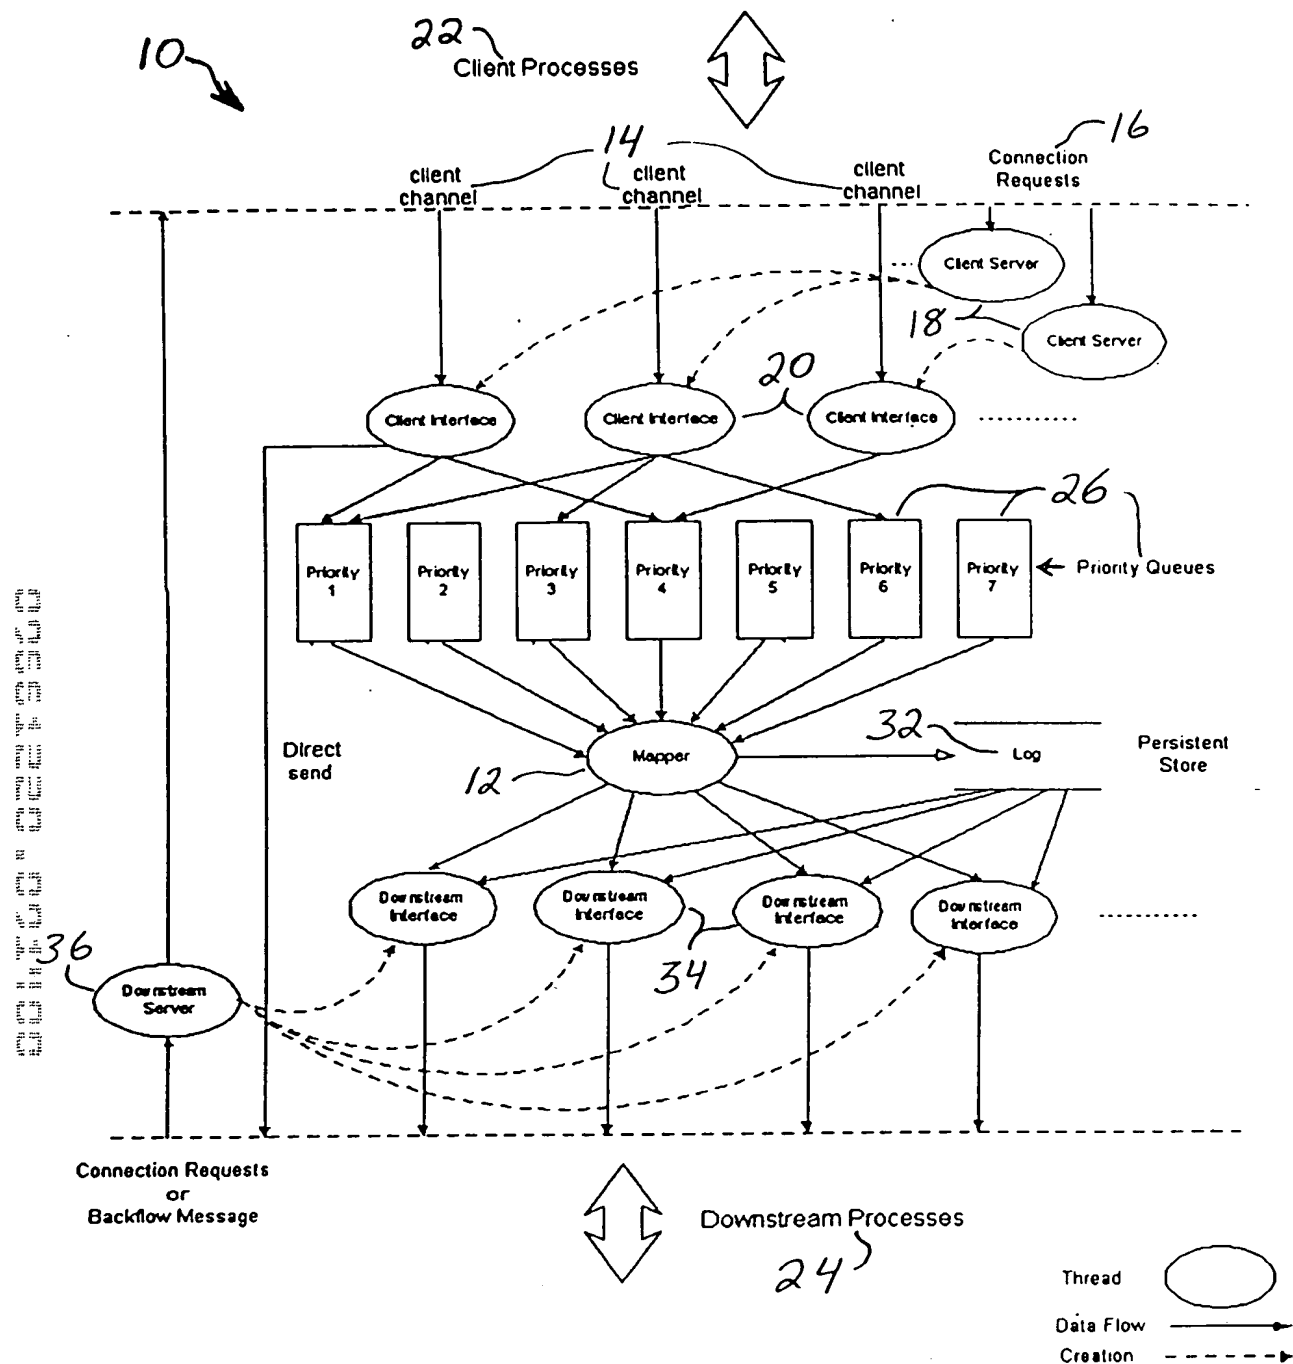 22
10
Client Processes
14
16
Connection
Requests
client
channel
client
channel
client
channel
Client Server
18
Client Server
20
Client Interface
Client Interface
Client Interface
26
Priority
1
Priority
2
Priority
3
Priority
4
Priority
5
Priority
6
Priority
7
Priority Queues
32
Direct
send
Mapper
Log
Persistent
Store
12
Downstream
Interface
Downstream
Interface
Downstream
Interface
Downstream
Interface
36
34
Downstream
Server
Connection Requests
or
Backflow Message
Downstream Processes
24
Thread
Data Flow
Creation